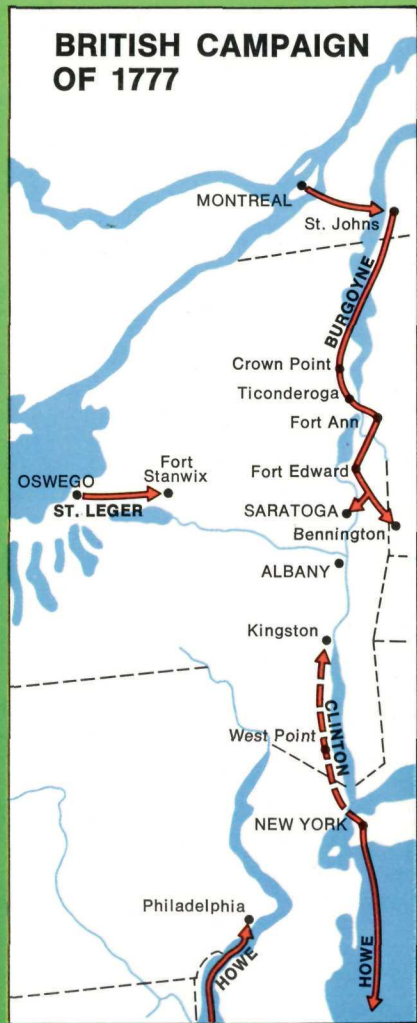 BRITISH CAMPAIGN
OF 1777
MONTREAL
St. Johns
BURGOYNE
Crown Point
Ticonderoga
Fort Ann
Fort
Stanwix
Fort Edward
OSWEGO
ST. LEGER
SARATOGA
Bennington
ALBANY
Kingston
CLINTON
West Point
NEW YORK
Philadelphia
HOWE
HOWE